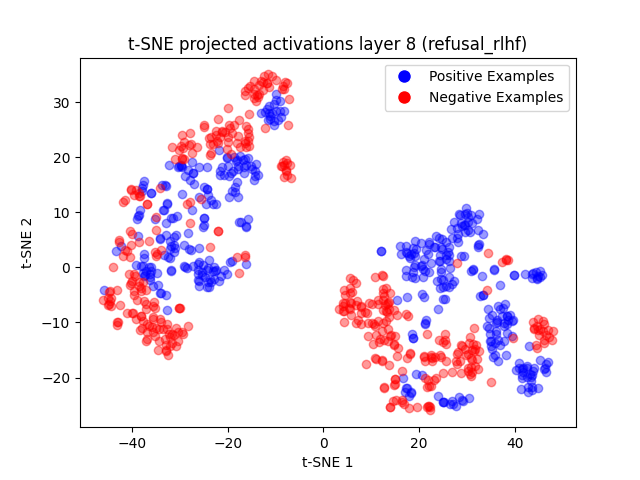 t-SNE projected activations layer 8 (refusal_rlhf)
Positive Examples
Negative Examples
30
20
10
0
−10
−20
t-SNE 2
−40
−20
0
20
40
t-SNE 1